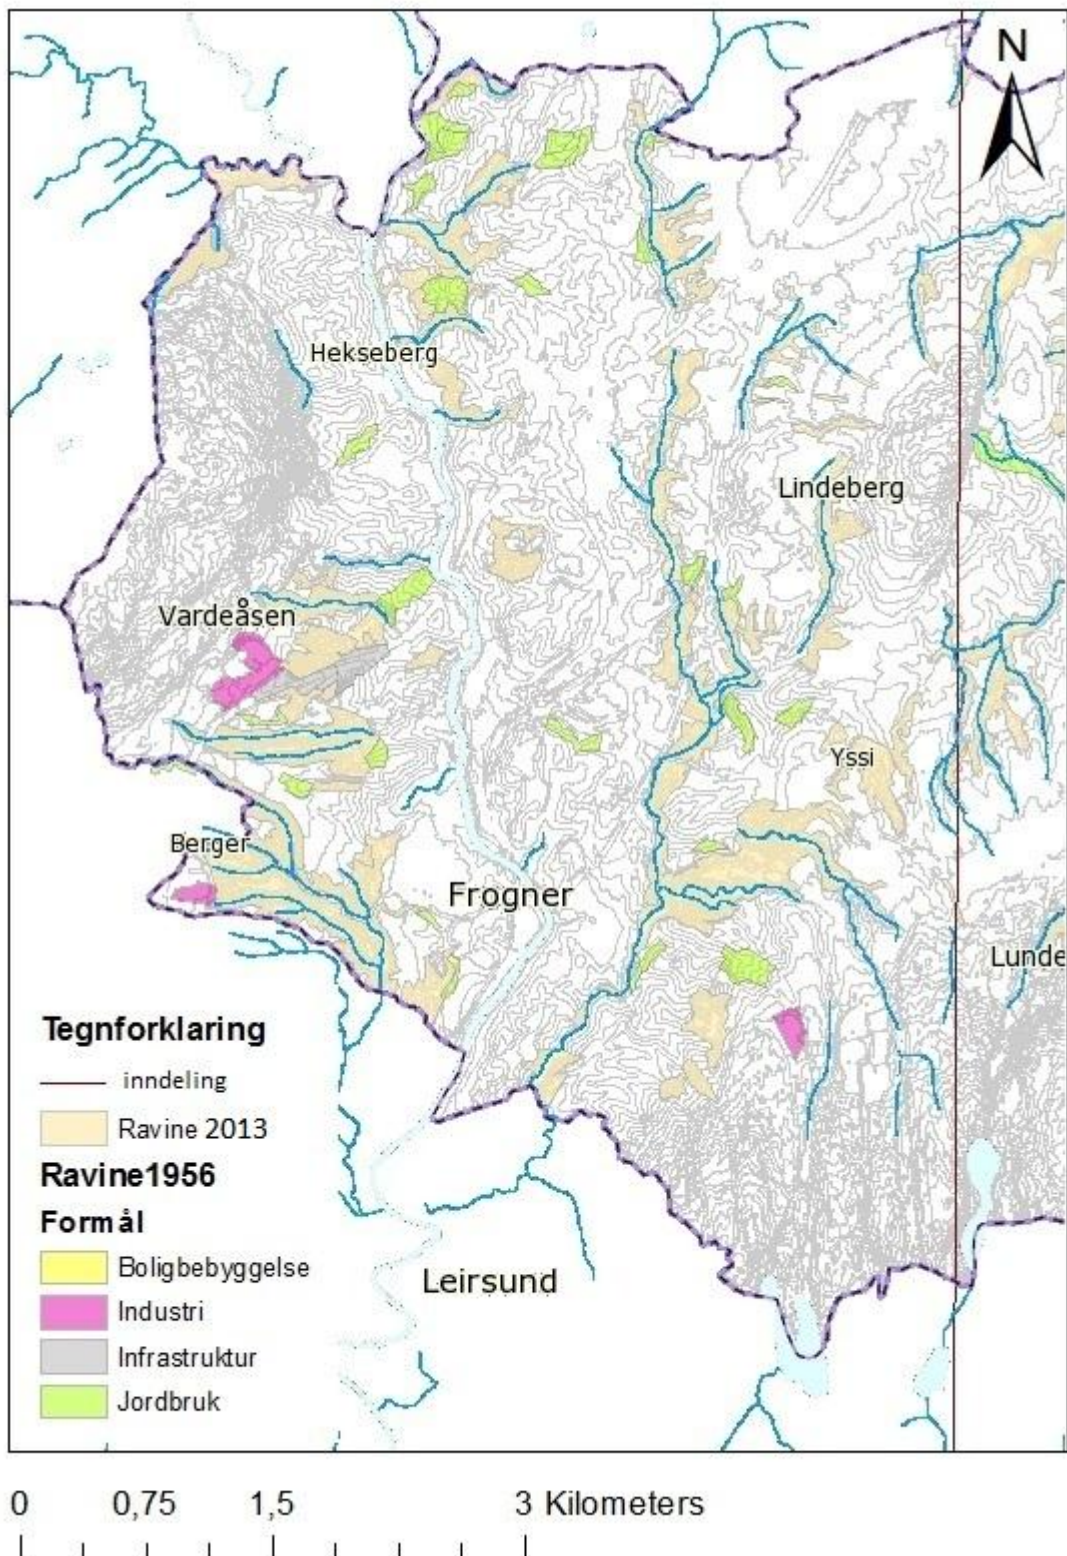 N
Hekseberg
Lindeberg
Vardeåsen
Yssi
Berger
Frogner
Lunde
Tegnforklaring
inndeling
Ravine 2013
Ravine1956
Formål
Boligbebyggelse
Industri
Infrastruktur
Jordbruk
Leirsund
0 0,75 1,5 3 Kilometers